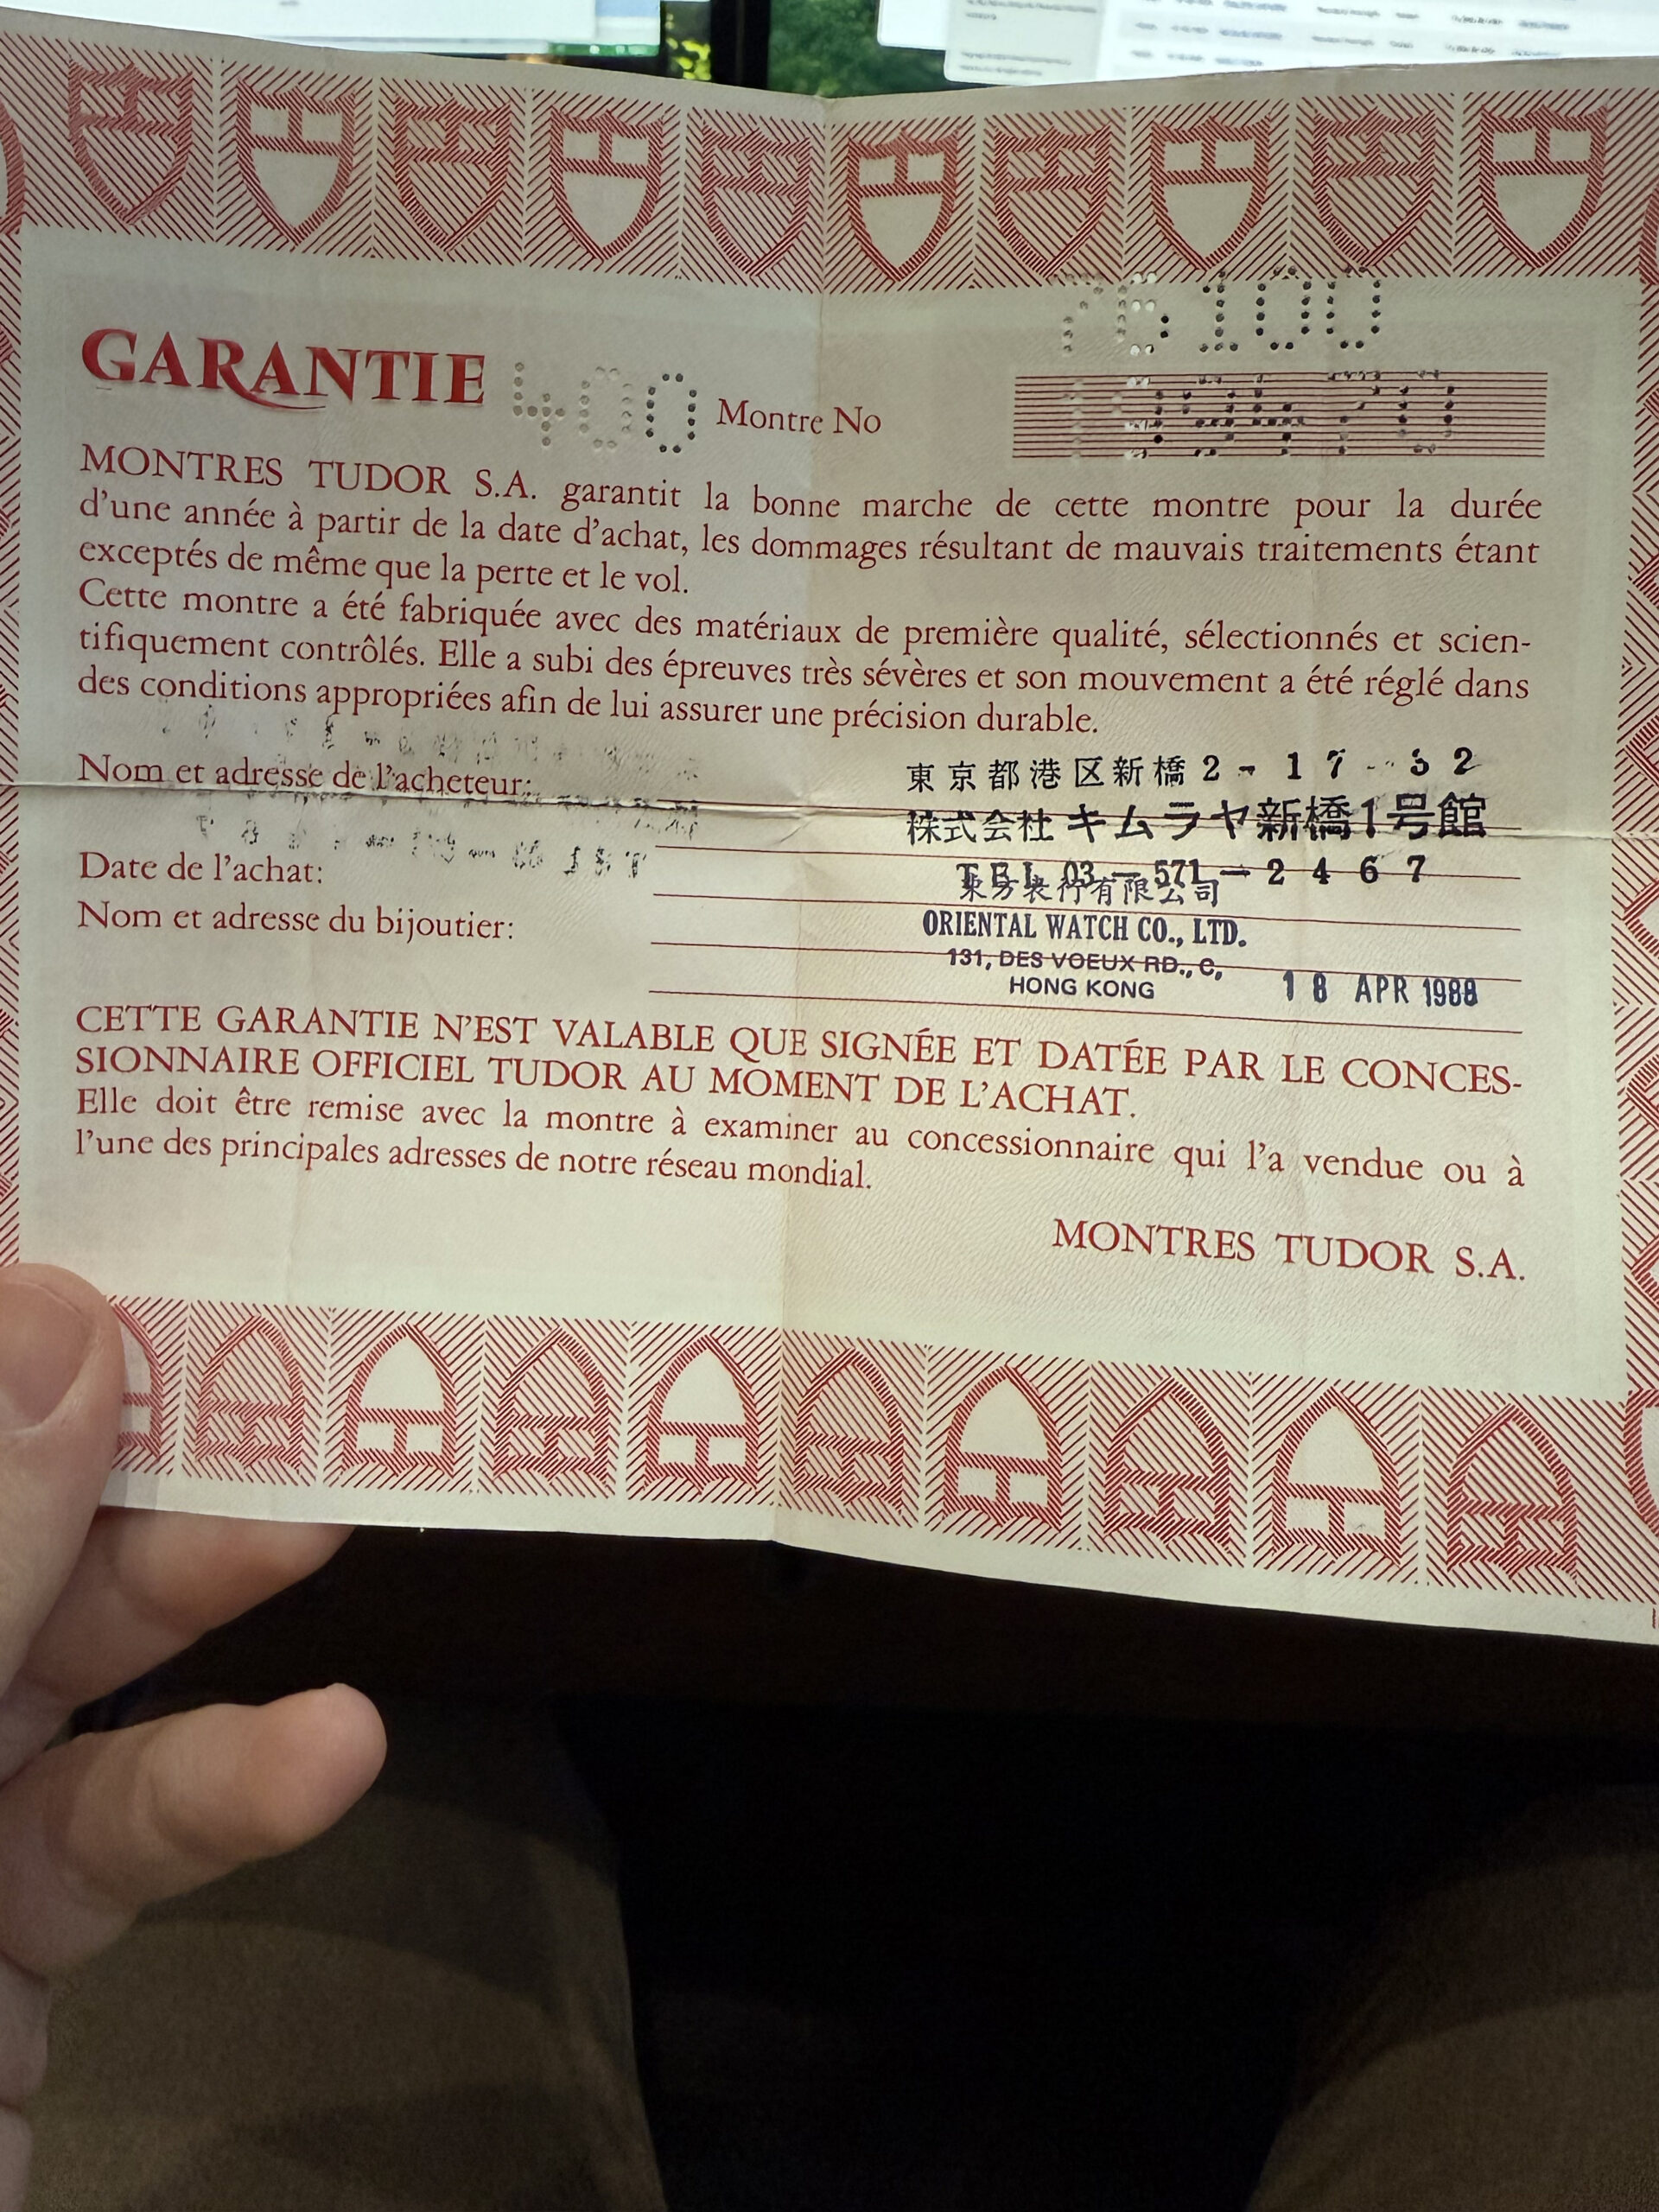 76100
GARANTIE 400 Montre No
MONTRES TUDOR S.A. garantit la bonne marche de cette montre pour la durée
d'une année à partir de la date d'achat, les dommages résultant de mauvais traitements étant
exceptés de même que la perte et le vol.
Cette montre a été fabriquée avec des matériaux de première qualité, sélectionnés et scien-
tifiquement contrôlés. Elle a subi des épreuves très sévères et son mouvement a été réglé dans
des conditions appropriées afin de lui assurer une précision durable.
Nom et adresse de l'acheteur:
東京都港区新橋2-17-32
株式会社キムラヤ新橋1号館
TEL 03-571-2467
Date de l'achat:
東方表行有限公司
Nom et adresse du bijoutier:
ORIENTAL WATCH CO., LTD.
131, DES VOEUX RD., C,
HONG KONG 18 APR 1988
CETTE GARANTIE N'EST VALABLE QUE SIGNÉE ET DATÉE PAR LE CONCES-
SIONNAIRE OFFICIEL TUDOR AU MOMENT DE L'ACHAT.
Elle doit être remise avec la montre à examiner au concessionnaire qui l'a vendue ou à
l'une des principales adresses de notre réseau mondial.
MONTRES TUDOR S.A.